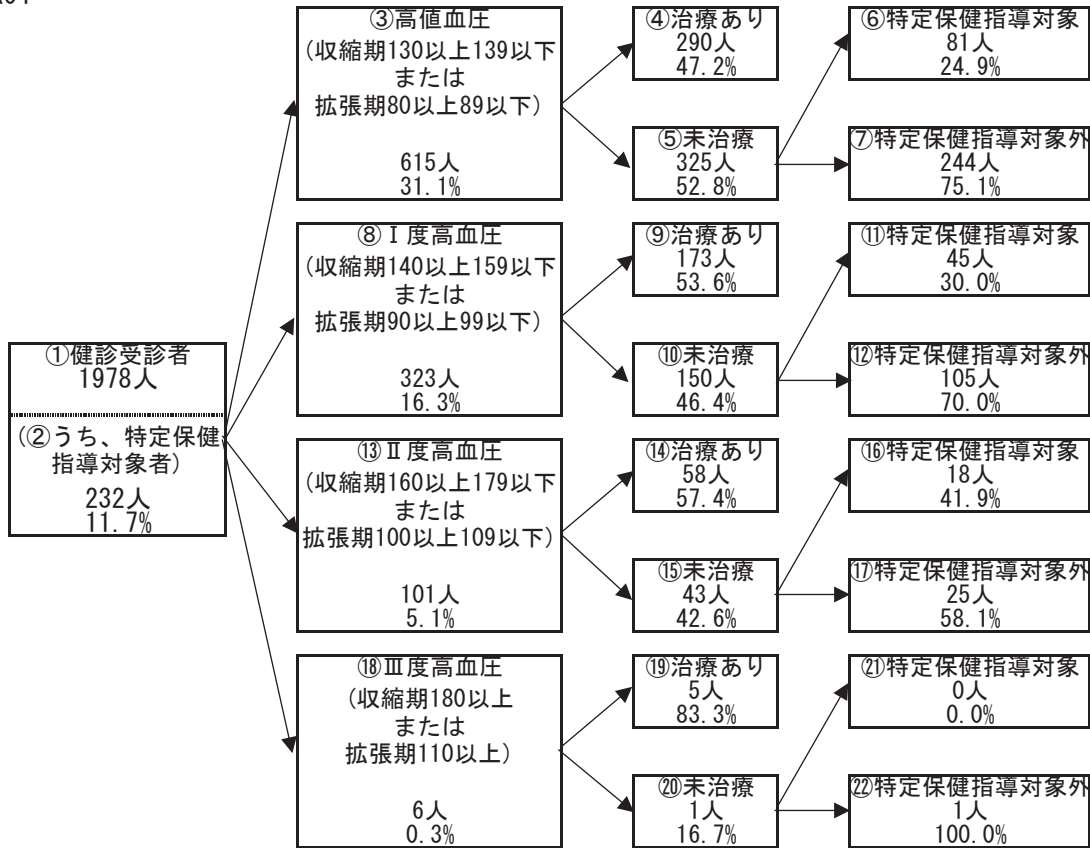 ①健診受診者
1978人
(②うち、特定保健
指導対象者)
232人
11.7%
③高値血圧
(収縮期130以上139以下
または
拡張期80以上89以下)
615人
31.1%
④治療あり
290人
47.2%
⑤未治療
325人
52.8%
⑥特定保健指導対象
81人
24.9%
⑦特定保健指導対象外
244人
75.1%
⑧Ⅰ度高血圧
(収縮期140以上159以下
または
拡張期90以上99以下)
323人
16.3%
⑨治療あり
173人
53.6%
⑩未治療
150人
46.4%
⑪特定保健指導対象
45人
30.0%
⑫特定保健指導対象外
105人
70.0%
⑬Ⅱ度高血圧
(収縮期160以上179以下
または
拡張期100以上109以下)
101人
5.1%
⑭治療あり
58人
57.4%
⑮未治療
43人
42.6%
⑯特定保健指導対象
18人
41.9%
⑰特定保健指導対象外
25人
58.1%
⑱Ⅲ度高血圧
(収縮期180以上
または
拡張期110以上)
6人
0.3%
⑲治療あり
5人
83.3%
⑳未治療
1人
16.7%
㉑特定保健指導対象
0人
0.0%
㉒特定保健指導対象外
1人
100.0%